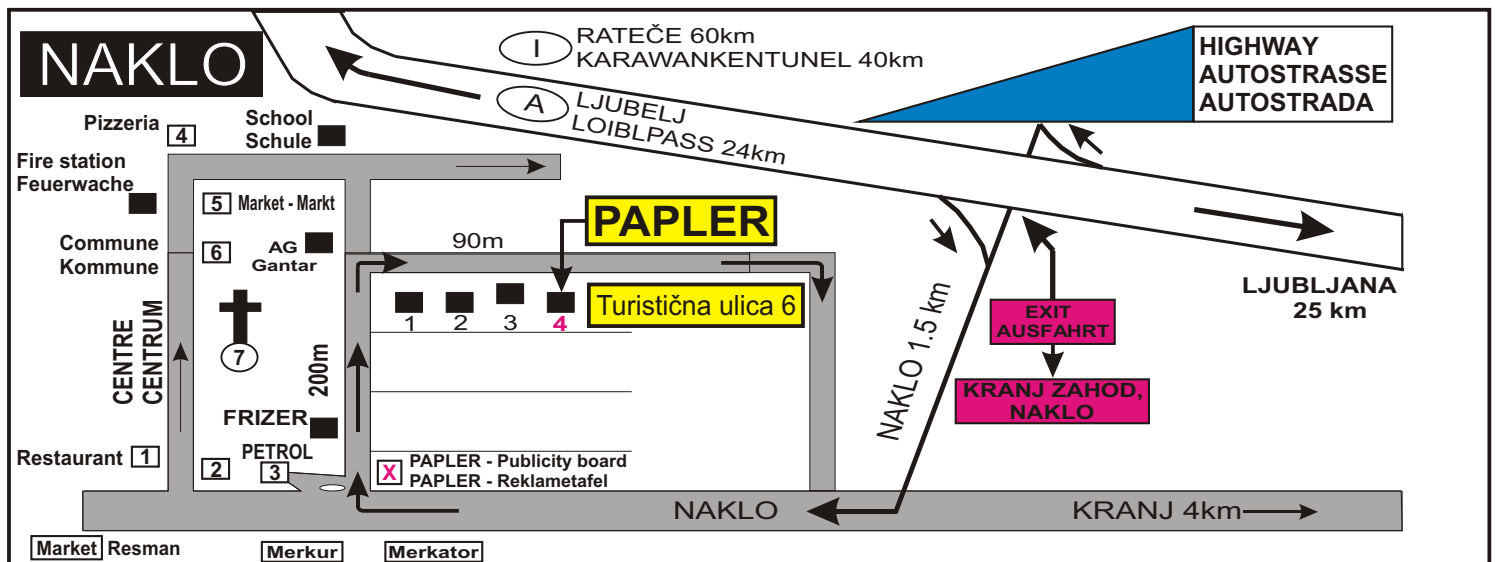 NAKLO
I
RATEČE 60km
KARAWANKENTUNEL 40km
A
LJUBELJ
LOIBLPASS 24km
HIGHWAY
AUTOSTRASSE
AUTOSTRADA
Pizzeria
4
School
Schule
Fire station
Feuerwache
5
Market - Markt
Commune
Kommune
6
AG
Gantar
90m
PAPLER
Turistična ulica 6
1
2
3
4
7
CENTRE
CENTRUM
200m
FRIZER
NAKLO 1.5 km
EXIT
AUSFAHRT
KRANJ ZAHOD,
NAKLO
LJUBLJANA
25 km
Restaurant
1
2
PETROL
3
X
PAPLER - Publicity board
PAPLER - Reklametafel
NAKLO
KRANJ 4km
Market Resman
Merkur
Merkator